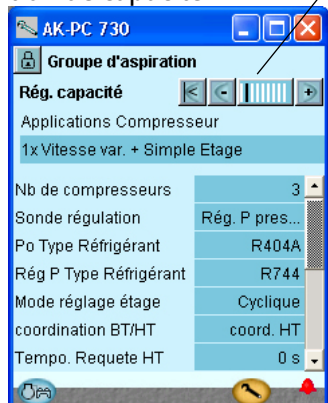 AK-PC 730
Groupe d'aspiration
Rég. capacité
Applications Compresseur
1x Vitesse var. + Simple Etage
Nb de compresseurs 3
Sonde régulation Rég. P pres...
Po Type Réfrigérant R404A
Rég P Type Réfrigérant R744
Mode réglage étage Cyclique
coordination BT/HT coord. HT
Tempo. Requete HT 0 s